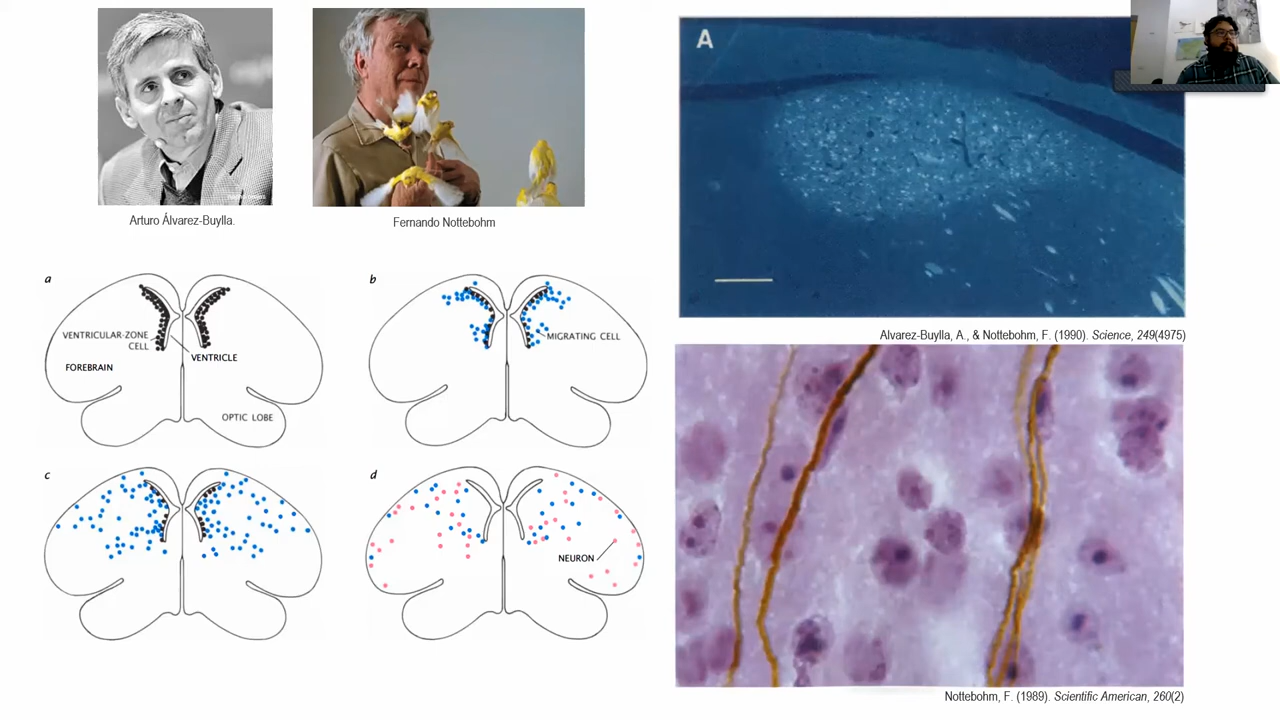 Arturo Álvarez-Buylla.
Fernando Nottebohm
A
Alvarez-Buylla, A., & Nottebohm, F. (1990). Science, 249(4975)
a
VENTRICULAR-ZONE
CELL
VENTRICLE
FOREBRAIN
OPTIC LOBE
b
MIGRATING CELL
c
d
NEURON
Nottebohm, F. (1989). Scientific American, 260(2)